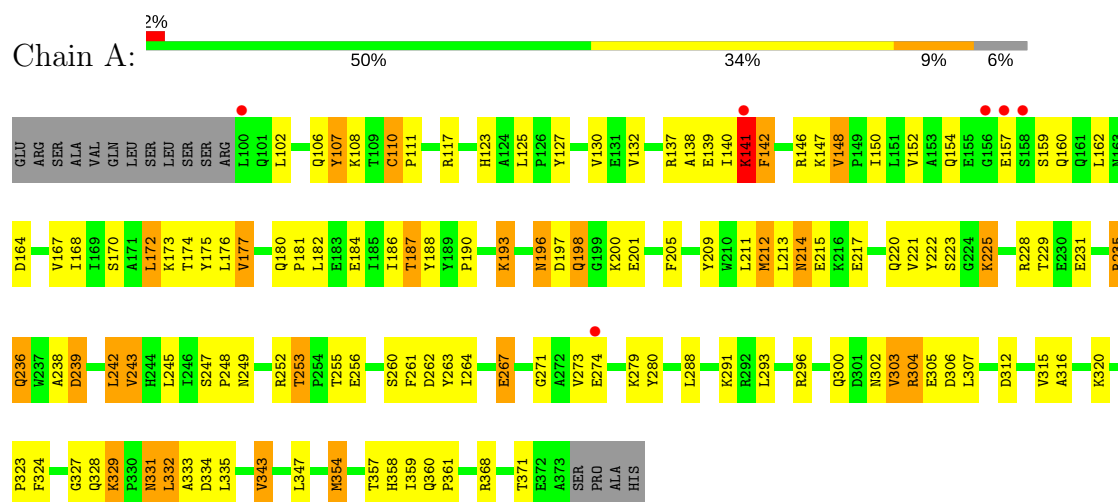 2%
Chain A:
50% 34% 9% 6%
GLU ARG SER ALA VAL GLN LEU SER LEU SER SER ARG L100 Q101 L102 Q106 Y107 K108 T109 C110 P111 R117 H123 A124 L125 P126 Y127 V130 E131 V132 R137 A138 E139 I140 K141 F142 R146 K147 V148 P149 I150 L151 V152 A153 Q154 E155 G156 E157 S158 S159 Q160 Q161 L162 N163
D164 V167 I168 I169 S170 A171 L172 K173 T174 Y175 L176 V177 Q180 P181 L182 E183 E184 I185 I186 T187 Y188 Y189 P190 K193 N196 D197 Q198 G199 K200 E201 F205 Y209 W210 L211 M212 L213 N214 E215 K216 E217 Q220 V221 Y222 S223 G224 K225 R228 T229 E230 E231 R235
Q236 W237 A238 D239 L242 V243 H244 L245 I246 S247 P248 N249 R252 T253 P254 T255 E256 S260 F261 D262 Y263 I264 E267 G271 A272 V273 E274 K279 Y280 L288 K291 R292 L293 R296 Q300 D301 N302 V303 R304 E305 D306 L307 D312 V315 A316 K320
P323 F324 G327 Q328 K329 P330 N331 L332 A333 D334 L335 V343 L347 M354 T357 H358 I359 Q360 P361 R368 T371 E372 A373 SER PRO ALA HIS